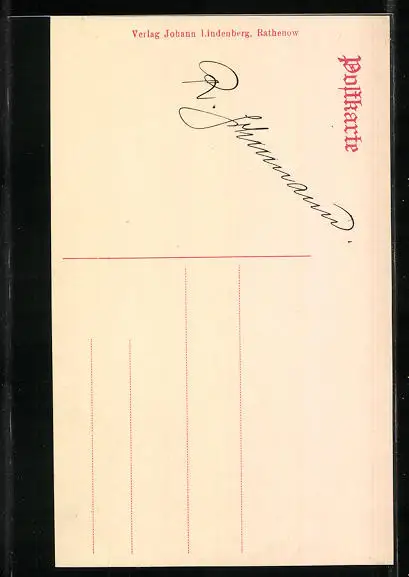 Verlag Johann Lindenberg, Rathenow
Postkarte
R.